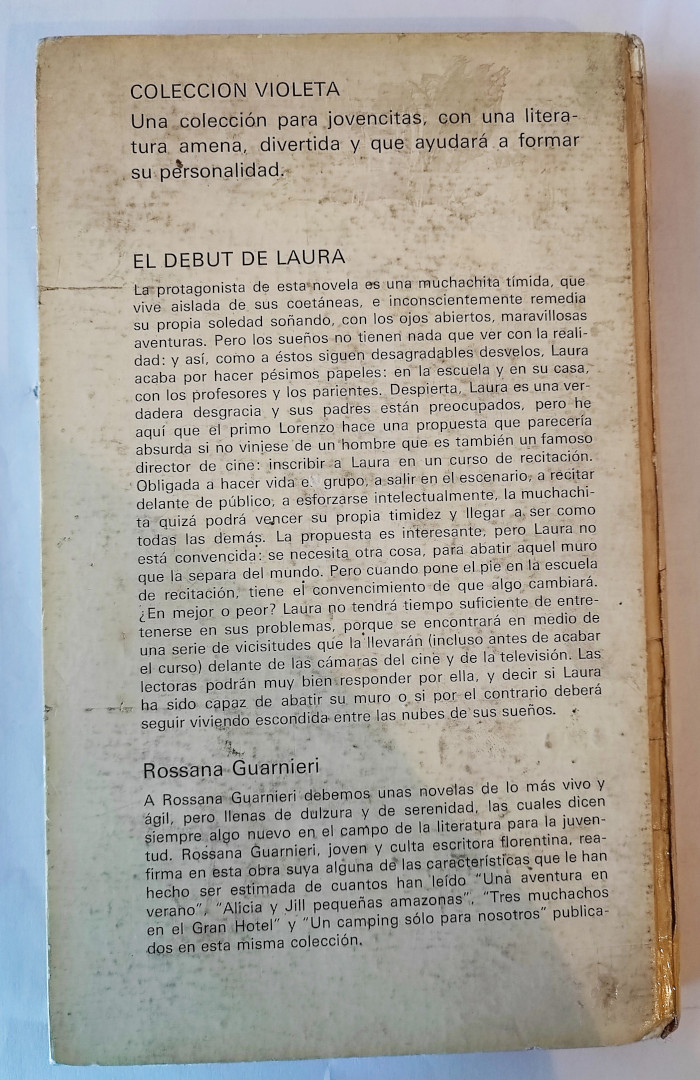 COLECCION VIOLETA
Una colección para jovencitas, con una litera-
tura amena, divertida y que ayudará a formar
su personalidad.
EL DEBUT DE LAURA
La protagonista de esta novela es una muchachita tímida, que
vive aislada de sus coetáneas, e inconscientemente remedia
su propia soledad soñando, con los ojos abiertos, maravillosas
aventuras. Pero los sueños no tienen nada que ver con la reali-
dad: y así, como a éstos siguen desagradables desvelos, Laura
acaba por hacer pésimos papeles: en la escuela y en su casa,
con los profesores y los parientes. Despierta, Laura es una ver-
dadera desgracia y sus padres están preocupados, pero he
aquí que el primo Lorenzo hace una propuesta que parecería
absurda si no viniese de un hombre que es también un famoso
director de cine: inscribir a Laura en un curso de recitación.
Obligada a hacer vida e grupo, a salir en el escenario, a recitar
delante de público, a esforzarse intelectualmente, la muchachi-
ta quizá podrá vencer su propia timidez y llegar a ser como
todas las demás. La propuesta es interesante, pero Laura no
está convencida: se necesita otra cosa, para abatir aquel muro
que la separa del mundo. Pero cuando pone el pie en la escuela
de recitación, tiene el convencimiento de que algo cambiará.
¿En mejor o peor? Laura no tendrá tiempo suficiente de entre-
tenerse en sus problemas, porque se encontrará en medio de
una serie de vicisitudes que la llevarán (incluso antes de acabar
el curso) delante de las cámaras del cine y de la televisión. Las
lectoras podrán muy bien responder por ella, y decir si Laura
ha sido capaz de abatir su muro o si por el contrario deberá
seguir viviendo escondida entre las nubes de sus sueños.
Rossana Guarnieri
A Rossana Guarnieri debemos unas novelas de lo más vivo y
ágil, pero llenas de dulzura y de serenidad, las cuales dicen
siempre algo nuevo en el campo de la literatura para la juven-
tud. Rossana Guarnieri, joven y culta escritora florentina, rea-
firma en esta obra suya alguna de las características que le han
hecho ser estimada de cuantos han leído "Una aventura en
verano", "Alicia y Jill pequeñas amazonas", "Tres muchachos
en el Gran Hotel" y "Un camping sólo para nosotros" publica-
dos en esta misma colección.